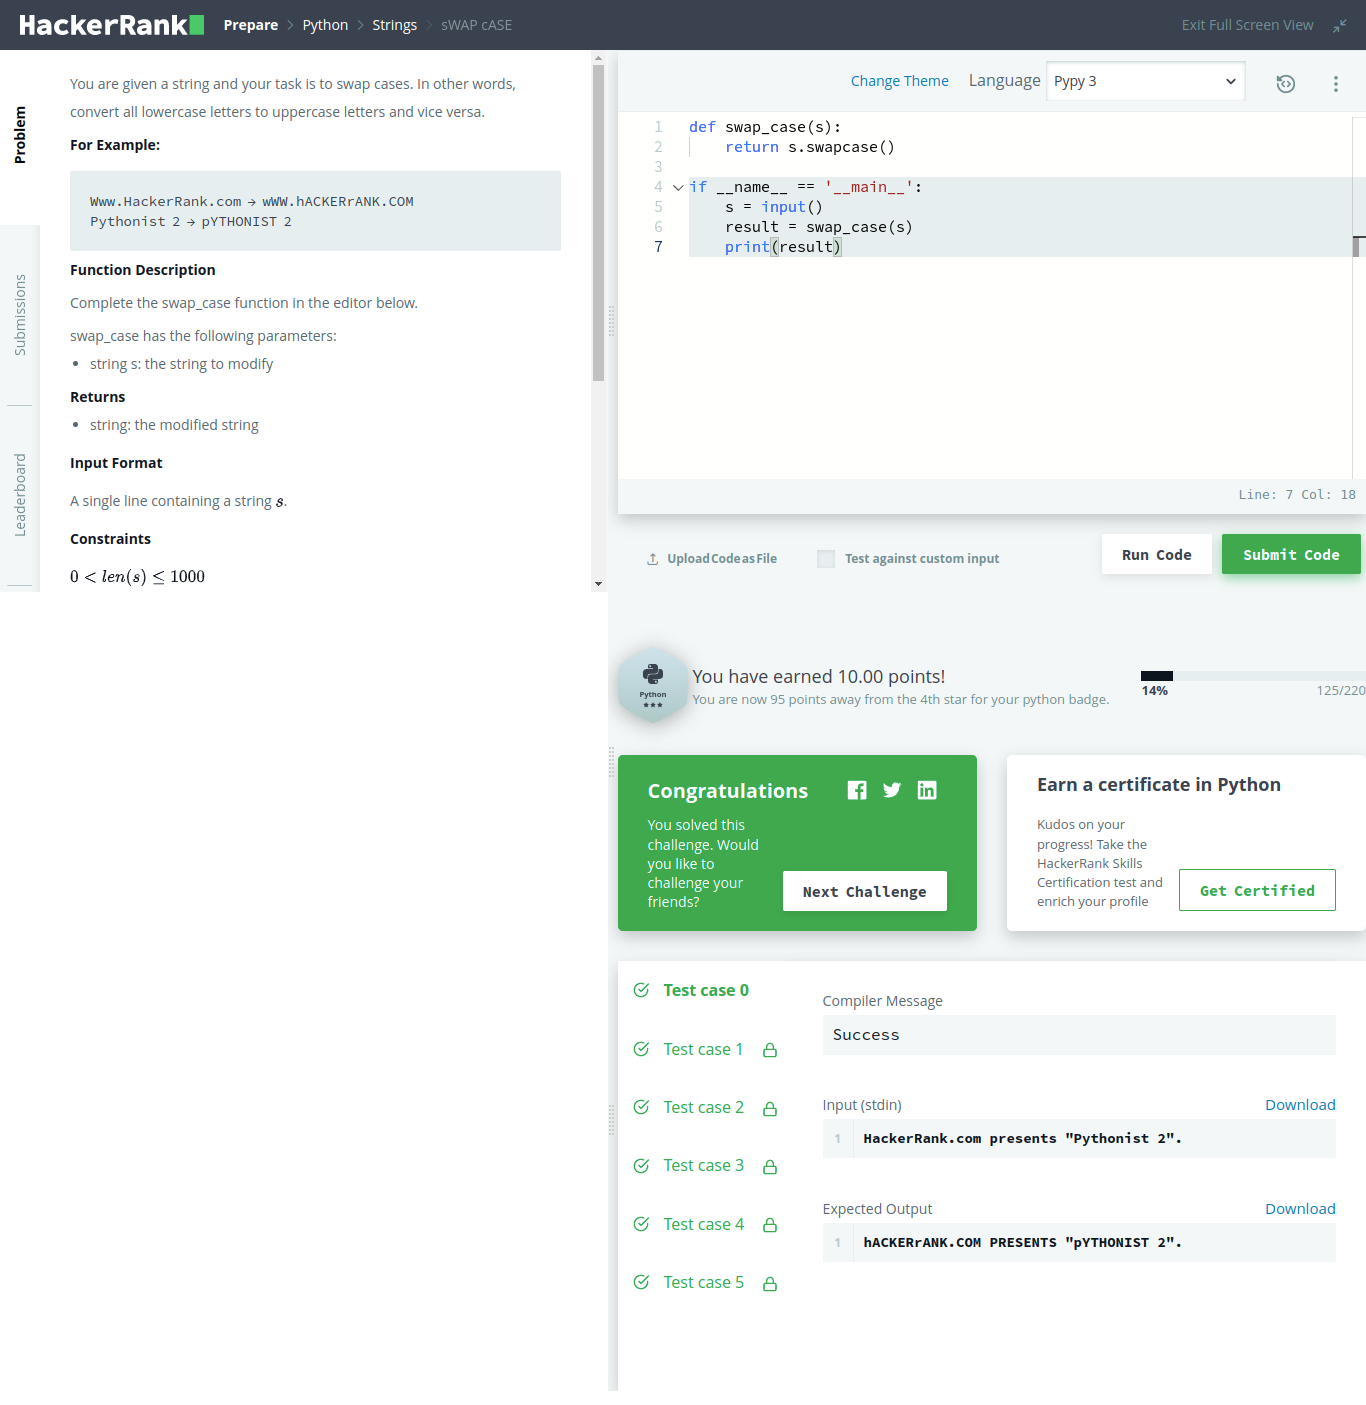 HackerRank Prepare Python Strings sWAP cASE Exit Full Screen View
Problem
Submissions
Leaderboard
You are given a string and your task is to swap cases. In other words,
convert all lowercase letters to uppercase letters and vice versa.
For Example:
Www.HackerRank.com → wWW.hACKERrANK.COM
Pythonist 2 → pYTHONIST 2
Function Description
Complete the swap_case function in the editor below.
swap_case has the following parameters:
• string s: the string to modify
Returns
• string: the modified string
Input Format
A single line containing a string s.
Constraints
0 < len(s) ≤ 1000
Change Theme Language Pypy 3
1 def swap_case(s):
2     return s.swapcase()
3
4 if __name__ == '__main__':
5     s = input()
6     result = swap_case(s)
7     print(result)
Line: 7 Col: 18
Upload Code as File Test against custom input Run Code Submit Code
Python
You have earned 10.00 points!
You are now 95 points away from the 4th star for your python badge.
14% 125/220
Congratulations
You solved this
challenge. Would
you like to
challenge your
friends?
Next Challenge
Earn a certificate in Python
Kudos on your
progress! Take the
HackerRank Skills
Certification test and
enrich your profile
Get Certified
Test case 0
Test case 1
Test case 2
Test case 3
Test case 4
Test case 5
Compiler Message
Success
Input (stdin) Download
1 HackerRank.com presents "Pythonist 2".
Expected Output Download
1 hACKERrANK.COM PRESENTS "pYTHONIST 2".